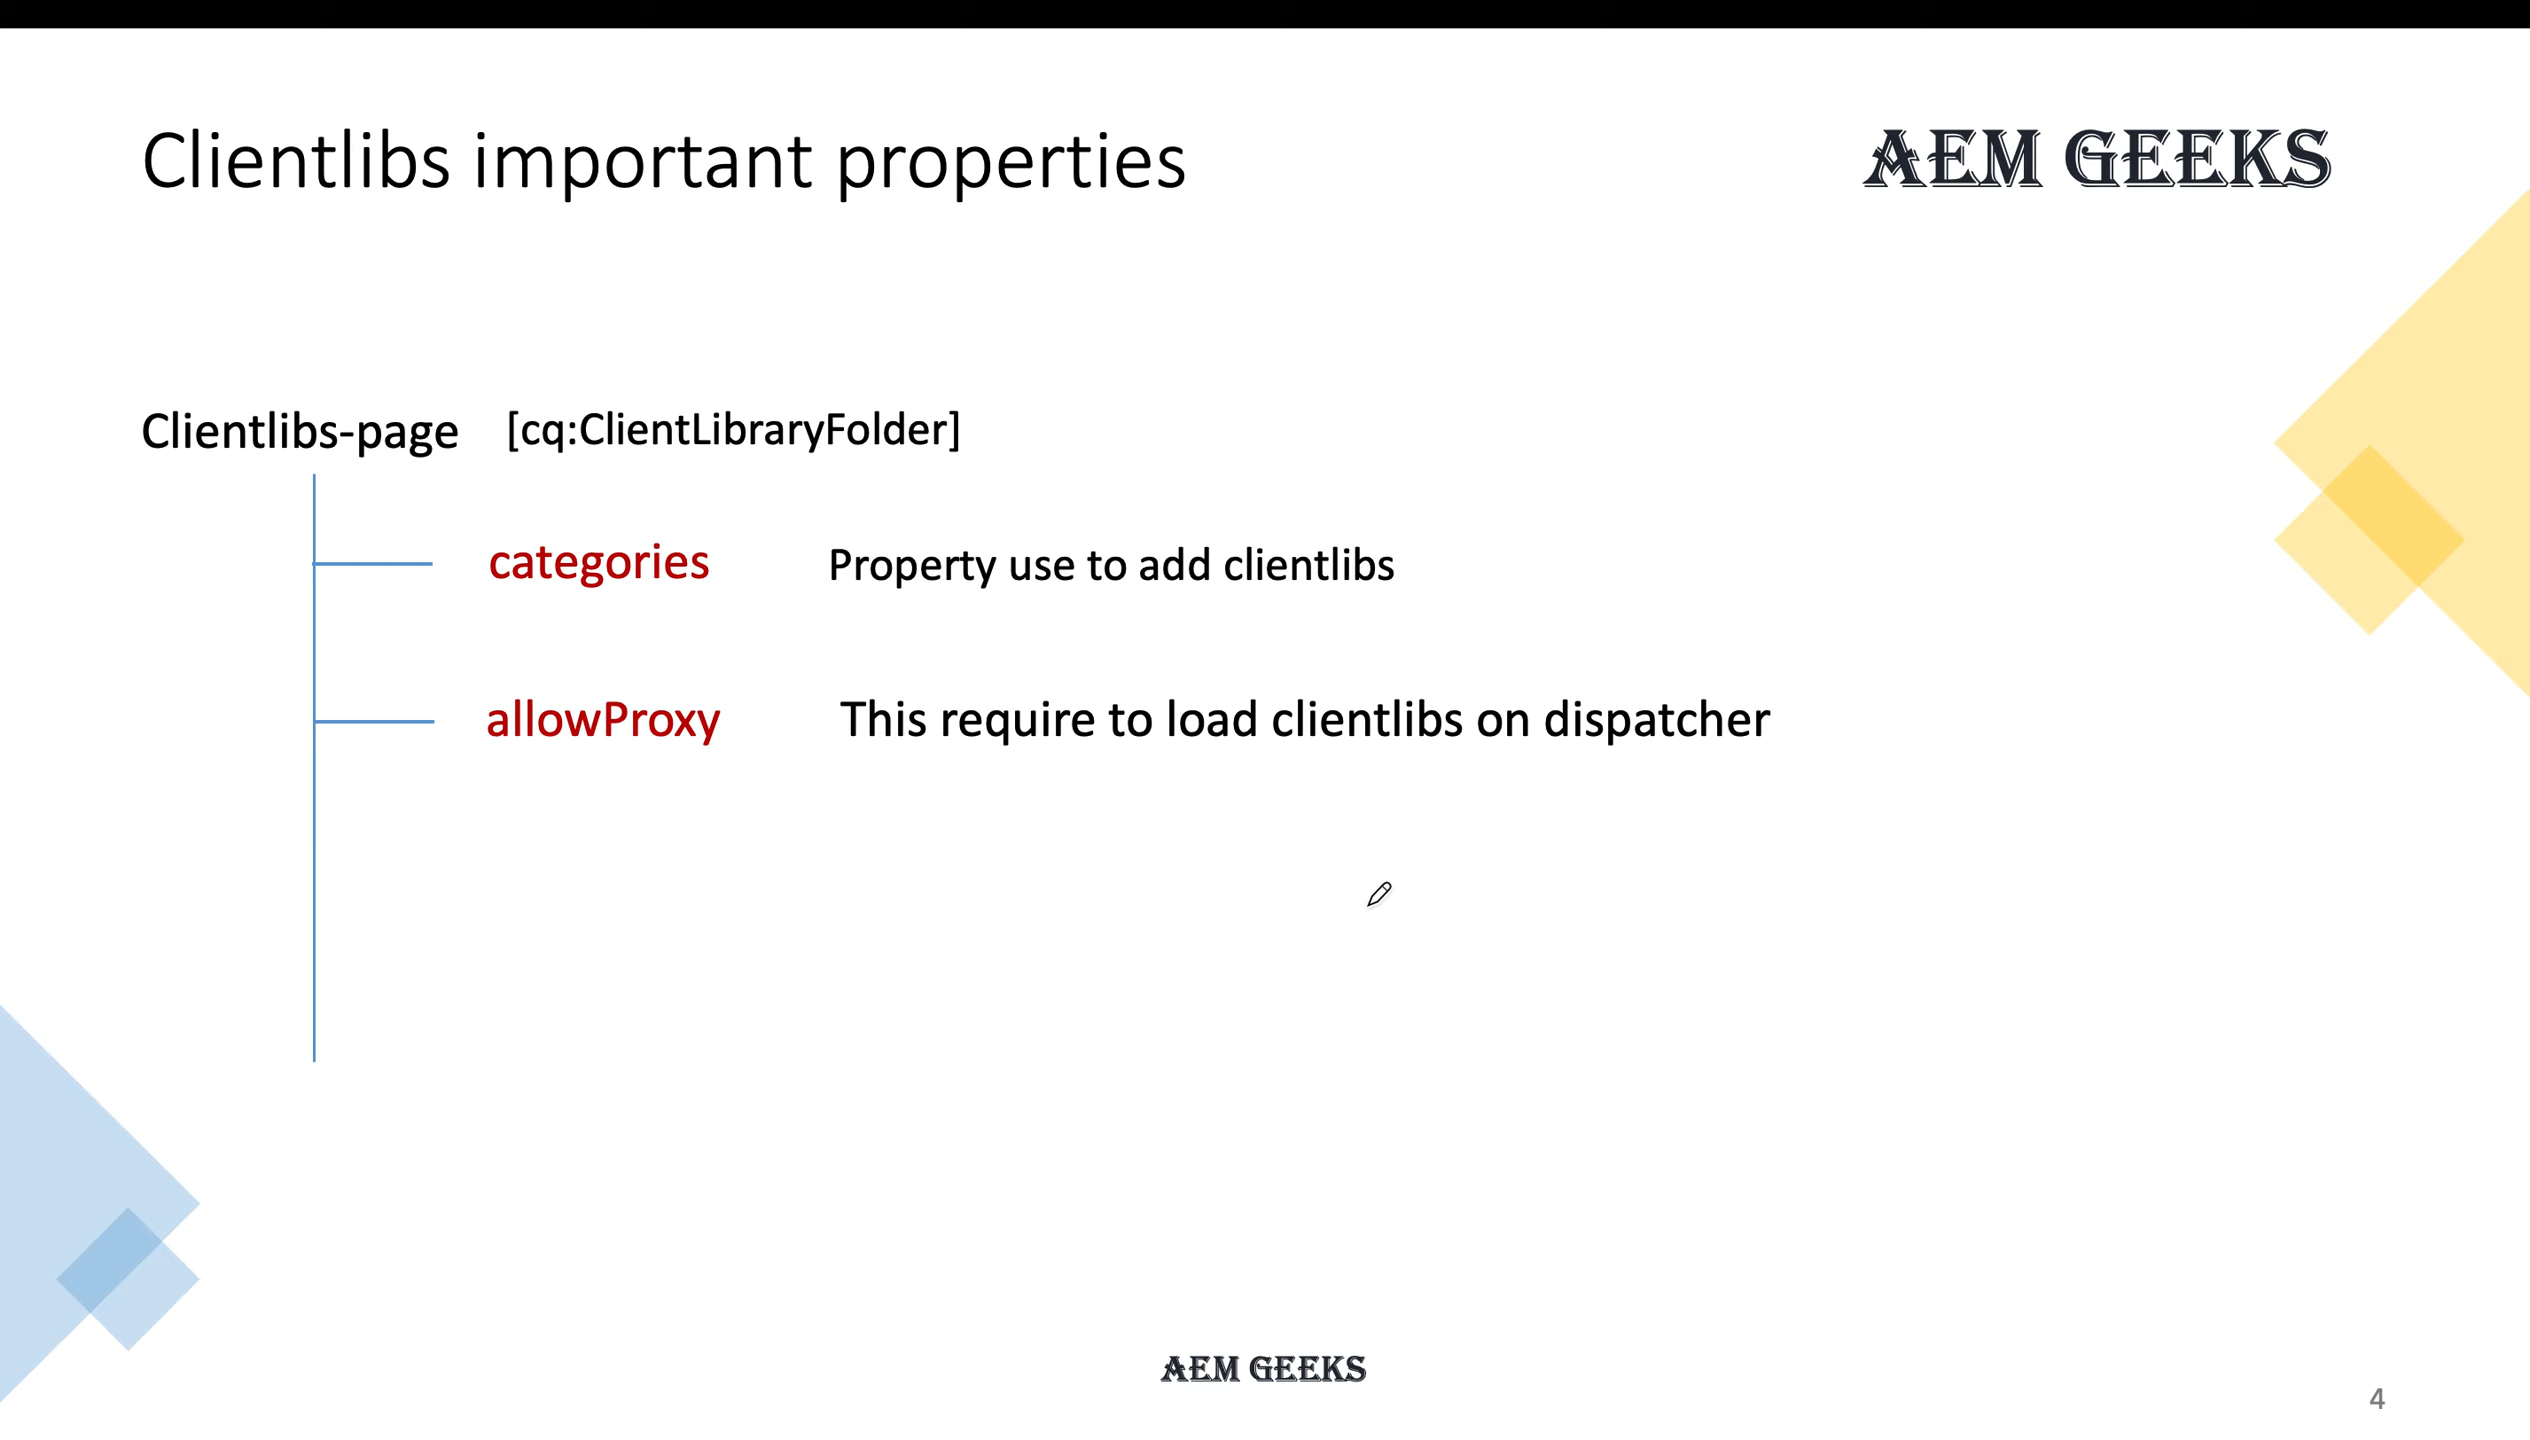 Clientlibs important properties
AEM GEEKS
Clientlibs-page [cq:ClientLibraryFolder]
categories Property use to add clientlibs
allowProxy This require to load clientlibs on dispatcher
AEM GEEKS
4